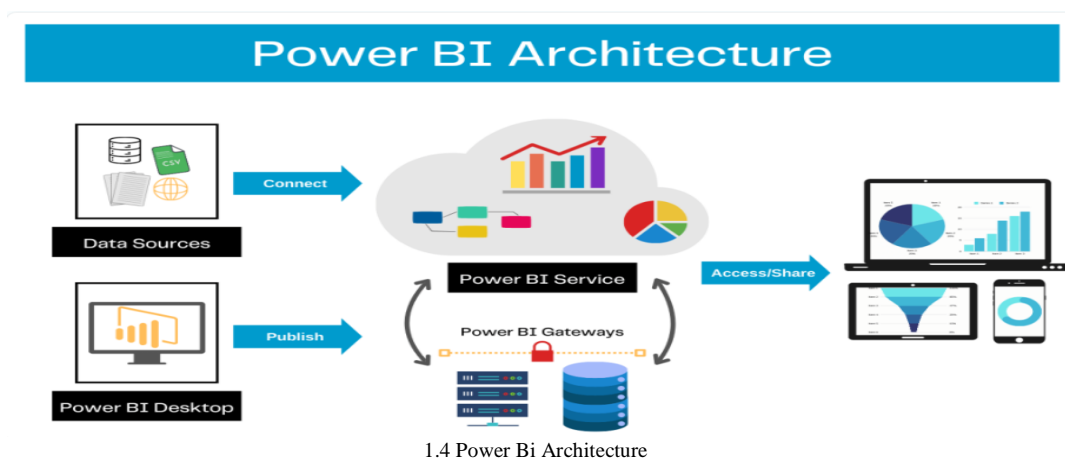 Power BI Architecture
CSV
Connect
Data Sources
Power BI Service
Access/Share
Publish
Power BI Gateways
Power BI Desktop
1.4 Power Bi Architecture